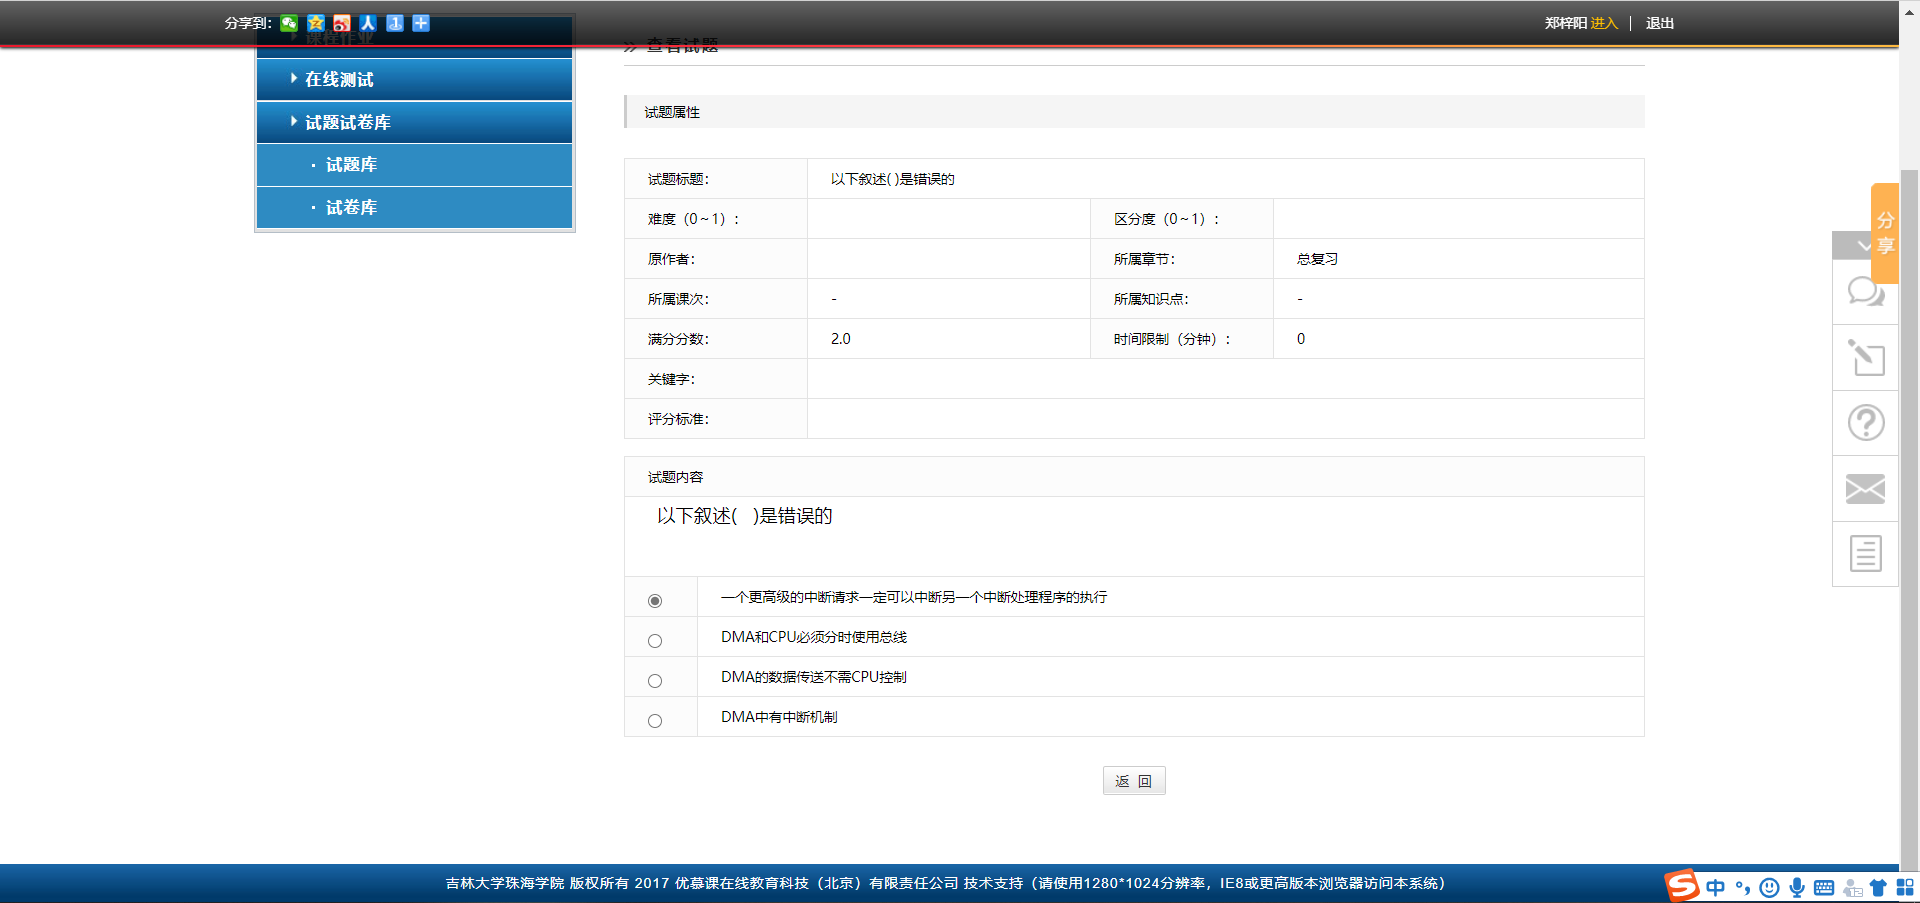 分享到：
郑梓阳 进入 | 退出
课程作业
在线测试
试题试卷库
· 试题库
· 试卷库
查看试题
试题属性
试题标题： 以下叙述( )是错误的
难度（0～1）： 区分度（0～1）：
原作者： 所属章节： 总复习
所属课次： - 所属知识点： -
满分分数： 2.0 时间限制（分钟）： 0
关键字：
评分标准：
试题内容
以下叙述(   )是错误的
一个更高级的中断请求一定可以中断另一个中断处理程序的执行
DMA和CPU必须分时使用总线
DMA的数据传送不需CPU控制
DMA中有中断机制
返 回
分享
吉林大学珠海学院 版权所有 2017 优慕课在线教育科技（北京）有限责任公司 技术支持（请使用1280*1024分辨率，IE8或更高版本浏览器访问本系统）
中